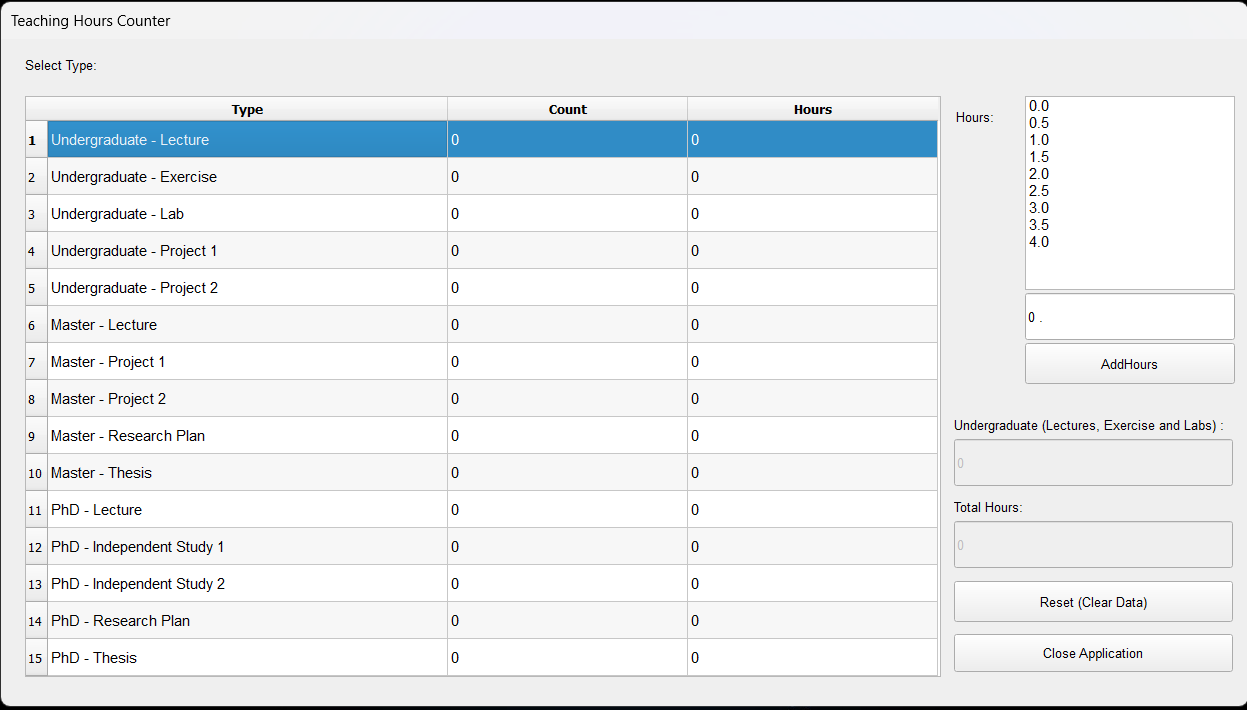 Teaching Hours Counter
Select Type:
Type Count Hours
1 Undergraduate - Lecture 0 0
2 Undergraduate - Exercise 0 0
3 Undergraduate - Lab 0 0
4 Undergraduate - Project 1 0 0
5 Undergraduate - Project 2 0 0
6 Master - Lecture 0 0
7 Master - Project 1 0 0
8 Master - Project 2 0 0
9 Master - Research Plan 0 0
10 Master - Thesis 0 0
11 PhD - Lecture 0 0
12 PhD - Independent Study 1 0 0
13 PhD - Independent Study 2 0 0
14 PhD - Research Plan 0 0
15 PhD - Thesis 0 0
Hours:
0.0
0.5
1.0
1.5
2.0
2.5
3.0
3.5
4.0
0 .
AddHours
Undergraduate (Lectures, Exercise and Labs) :
0
Total Hours:
0
Reset (Clear Data)
Close Application